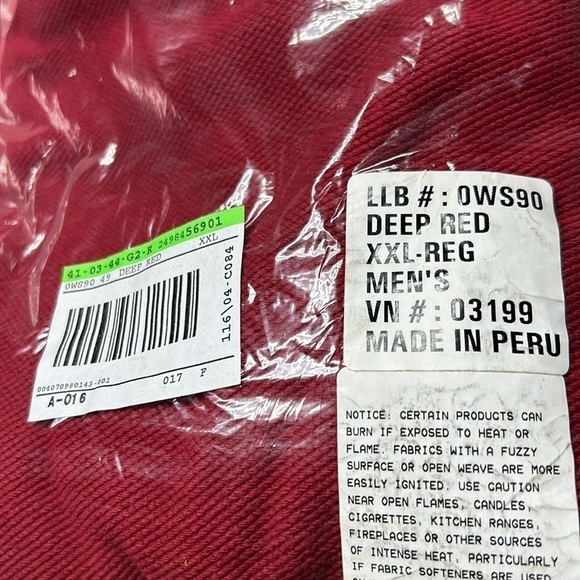 41-03-44-G2-R 2498456901
0WS90 49 DEEP RED XXL
116\04-C084
004070980143-001 017 F
A-016
LLB # : 0WS90
DEEP RED
XXL-REG
MEN'S
VN # : 03199
MADE IN PERU
NOTICE: CERTAIN PRODUCTS CAN
BURN IF EXPOSED TO HEAT OR
FLAME. FABRICS WITH A FUZZY
SURFACE OR OPEN WEAVE ARE MORE
EASILY IGNITED. USE CAUTION
NEAR OPEN FLAMES, CANDLES,
CIGARETTES, KITCHEN RANGES,
FIREPLACES OR OTHER SOURCES
OF INTENSE HEAT, PARTICULARLY
IF FABRIC SOFTENERS ARE USED